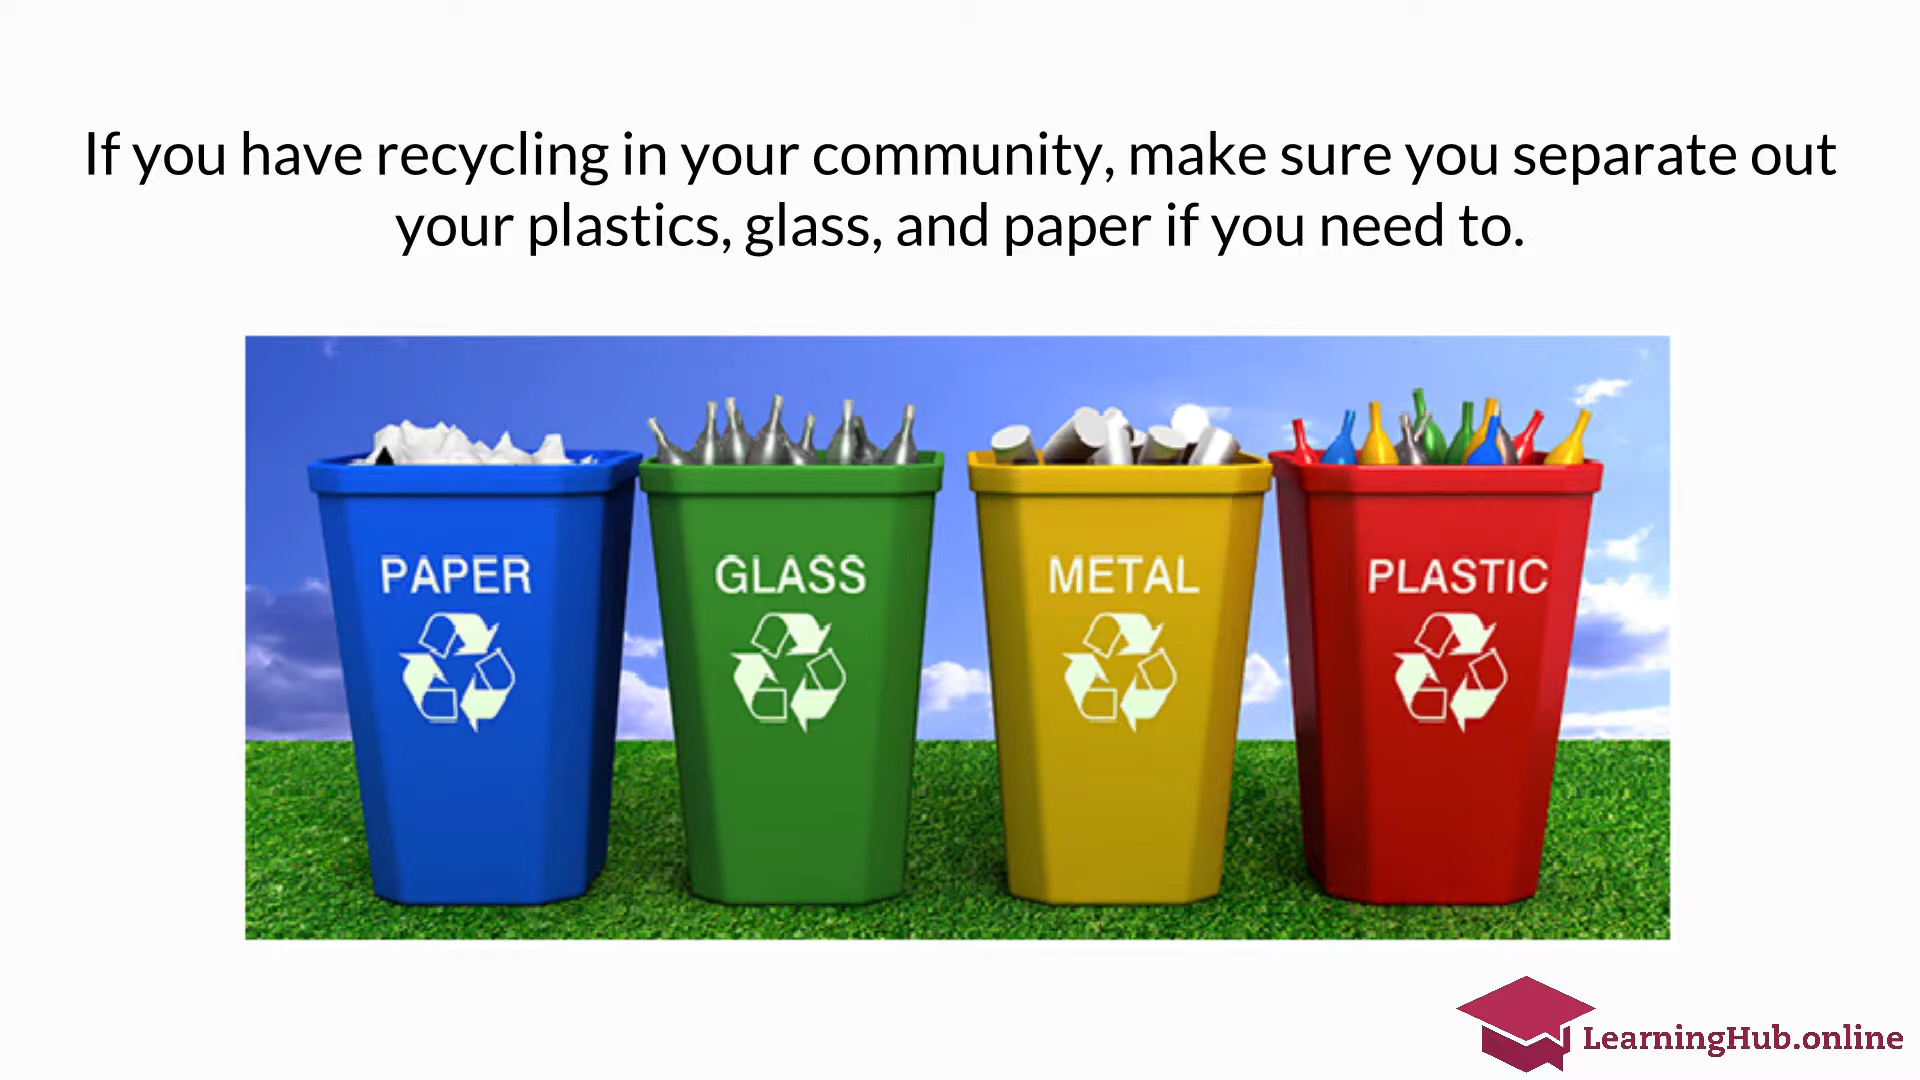 If you have recycling in your community, make sure you separate out
your plastics, glass, and paper if you need to.
PAPER GLASS METAL PLASTIC
LearningHub.online